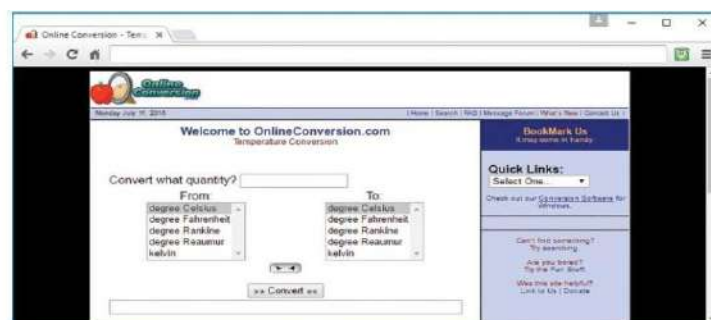 Online Conversion - Tem
Online Conversion
Monday July 11, 2016
| Home | Search | FAQ | Message Forum | What's New | Contact Us |
Welcome to OnlineConversion.com
Temperature Conversion
Convert what quantity?
From:
degree Celsius
degree Fahrenheit
degree Rankine
degree Reaumur
kelvin
To:
degree Celsius
degree Fahrenheit
degree Rankine
degree Reaumur
kelvin
>> Convert <<
BookMark Us
It may come in handy.
Quick Links:
Select One...
Check out our Conversion Software for
Windows.
Can't find something?
Try searching.
Are you bored?
Try the Fun Stuff.
Was this site helpful?
Link to Us | Donate